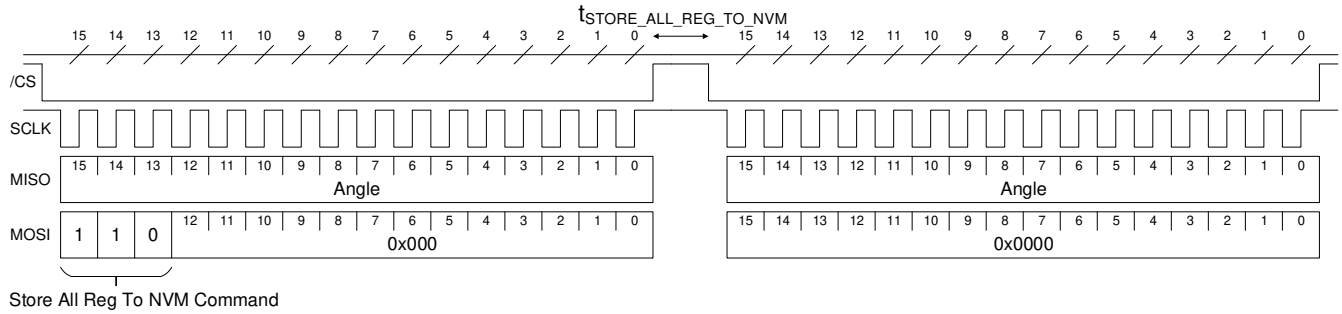 tSTORE_ALL_REG_TO_NVM
15 14 13 12 11 10 9 8 7 6 5 4 3 2 1 0 15 14 13 12 11 10 9 8 7 6 5 4 3 2 1 0
/CS
SCLK
MISO 15 14 13 12 11 10 9 8 7 6 5 4 3 2 1 0 15 14 13 12 11 10 9 8 7 6 5 4 3 2 1 0
Angle Angle
MOSI 1 1 0 12 11 10 9 8 7 6 5 4 3 2 1 0 15 14 13 12 11 10 9 8 7 6 5 4 3 2 1 0
0x000 0x0000
Store All Reg To NVM Command